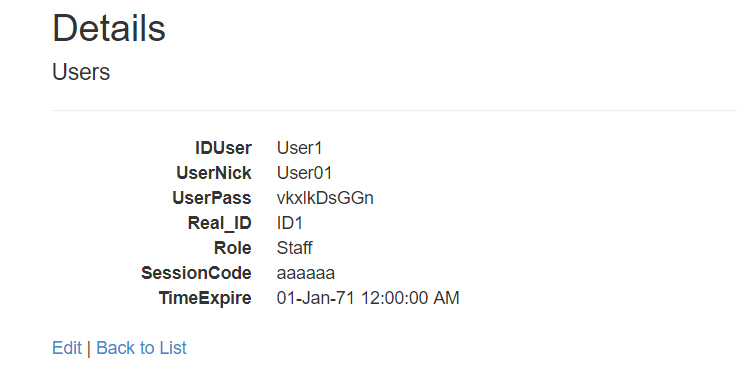 Details
Users
IDUser User1
UserNick User01
UserPass vkxlkDsGGn
Real_ID ID1
Role Staff
SessionCode aaaaaa
TimeExpire 01-Jan-71 12:00:00 AM
Edit | Back to List